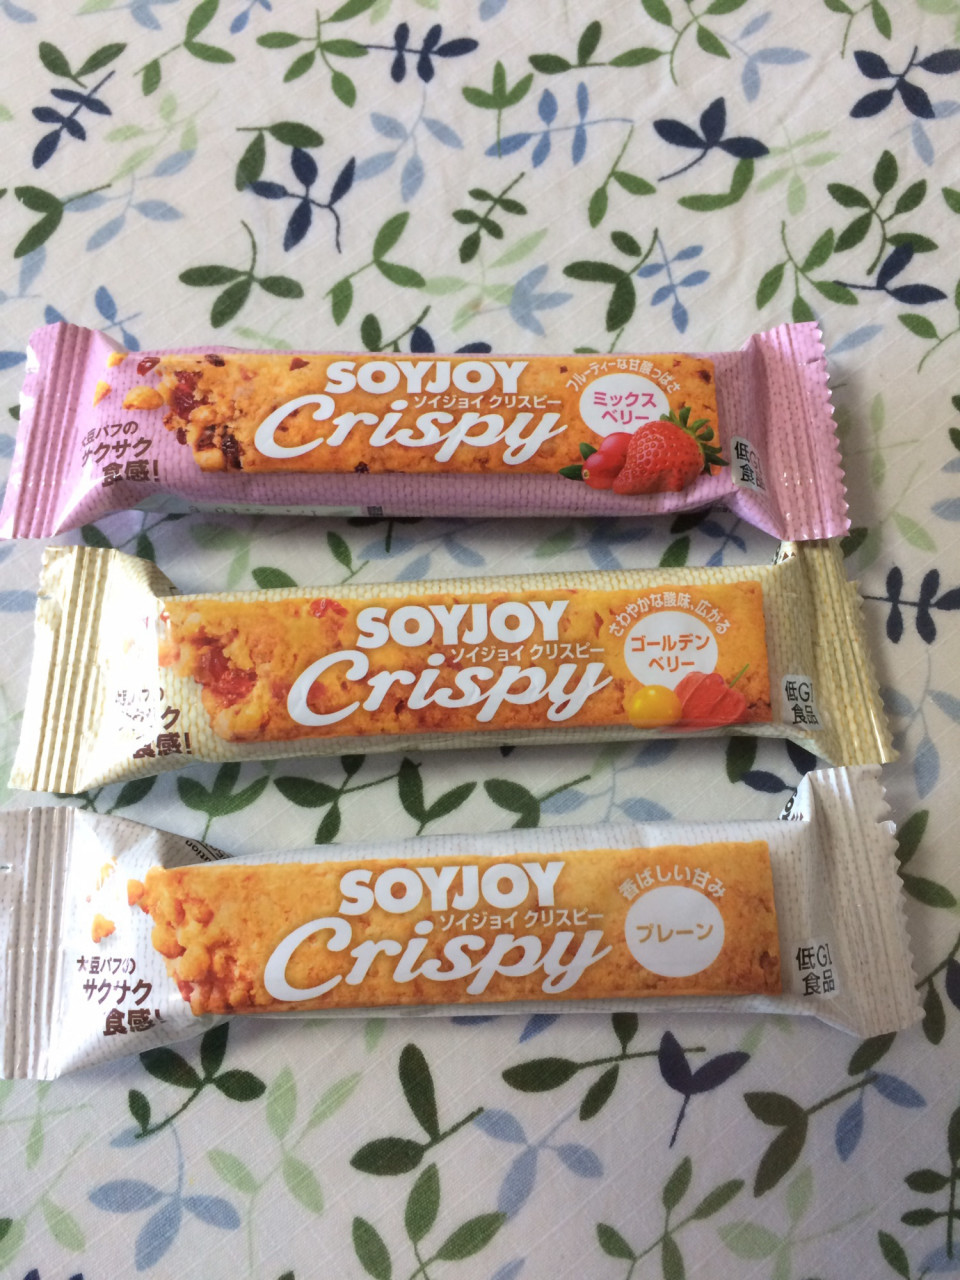 SOYJOY
ソイジョイ クリスピー
Crispy
フルーティーな甘酸っぱさ
ミックス
ベリー
大豆パフの
サクサク
食感!
低GI
食品
SOYJOY
ソイジョイ クリスピー
Crispy
さわやかな酸味、広がる
ゴールデン
ベリー
食感!
低GI
食品
SOYJOY
ソイジョイ クリスピー
Crispy
香ばしい甘み
プレーン
大豆パフの
サクサク
食感!
低GI
食品